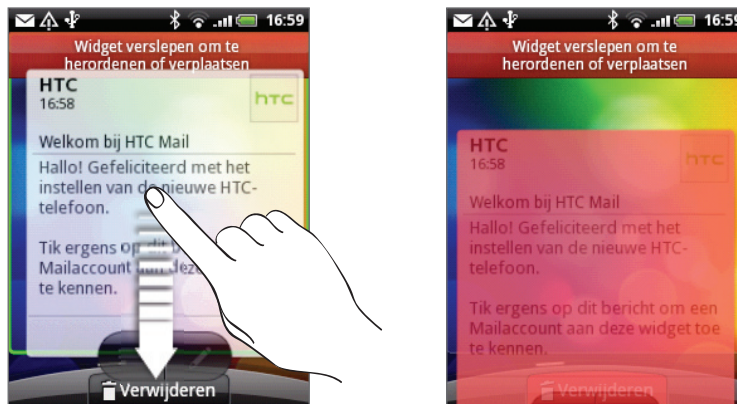 16:59
Widget verslepen om te
herordenen of verplaatsen
HTC
16:58
hTC
Welkom bij HTC Mail
Hallo! Gefeliciteerd met het
instellen van de nieuwe HTC-
telefoon.
Tik ergens op dit b
Mailaccount aan deze
te kennen.
Verwijderen
16:59
Widget verslepen om te
herordenen of verplaatsen
HTC
16:58
hTC
Welkom bij HTC Mail
Hallo! Gefeliciteerd met het
instellen van de nieuwe HTC-
telefoon.
Tik ergens op dit bericht om een
Mailaccount aan deze widget toe
te kennen.
Verwijderen